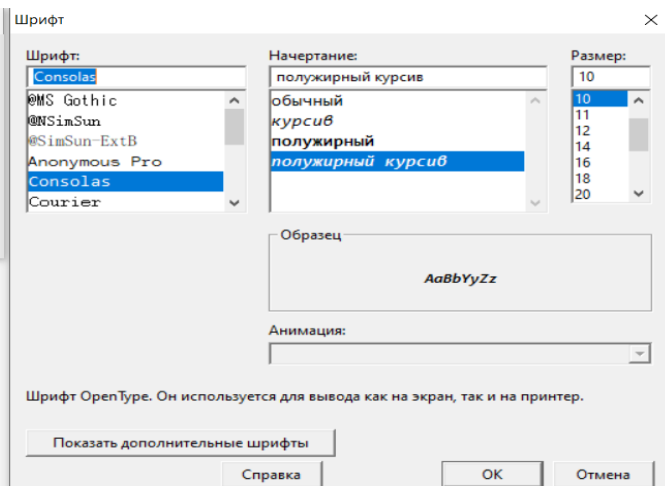 Шрифт
Шрифт:
Consolas
@MS Gothic
@NSimSun
@SimSun-ExtB
Anonymous Pro
Consolas
Courier
Начертание:
полужирный курсив
обычный
курсив
полужирный
полужирный курсив
Размер:
10
10
11
12
14
16
18
20
Образец
AaBbYyZz
Анимация:
Шрифт OpenType. Он используется для вывода как на экран, так и на принтер.
Показать дополнительные шрифты
Справка
ОК
Отмена